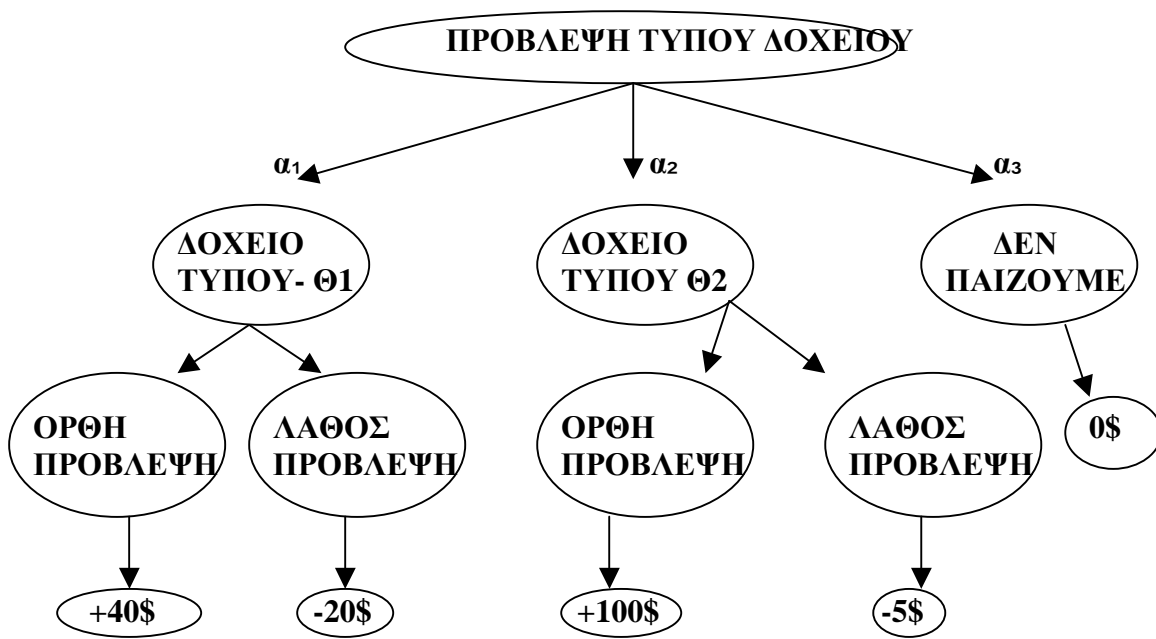 ΠΡΟΒΛΕΨΗ ΤΥΠΟΥ ΔΟΧΕΙΟΥ
α₁
α₂
α₃
ΔΟΧΕΙΟ
ΤΥΠΟΥ- Θ1
ΔΟΧΕΙΟ
ΤΥΠΟΥ Θ2
ΔΕΝ
ΠΑΙΖΟΥΜΕ
ΟΡΘΗ
ΠΡΟΒΛΕΨΗ
ΛΑΘΟΣ
ΠΡΟΒΛΕΨΗ
ΟΡΘΗ
ΠΡΟΒΛΕΨΗ
ΛΑΘΟΣ
ΠΡΟΒΛΕΨΗ
0$
+40$
-20$
+100$
-5$